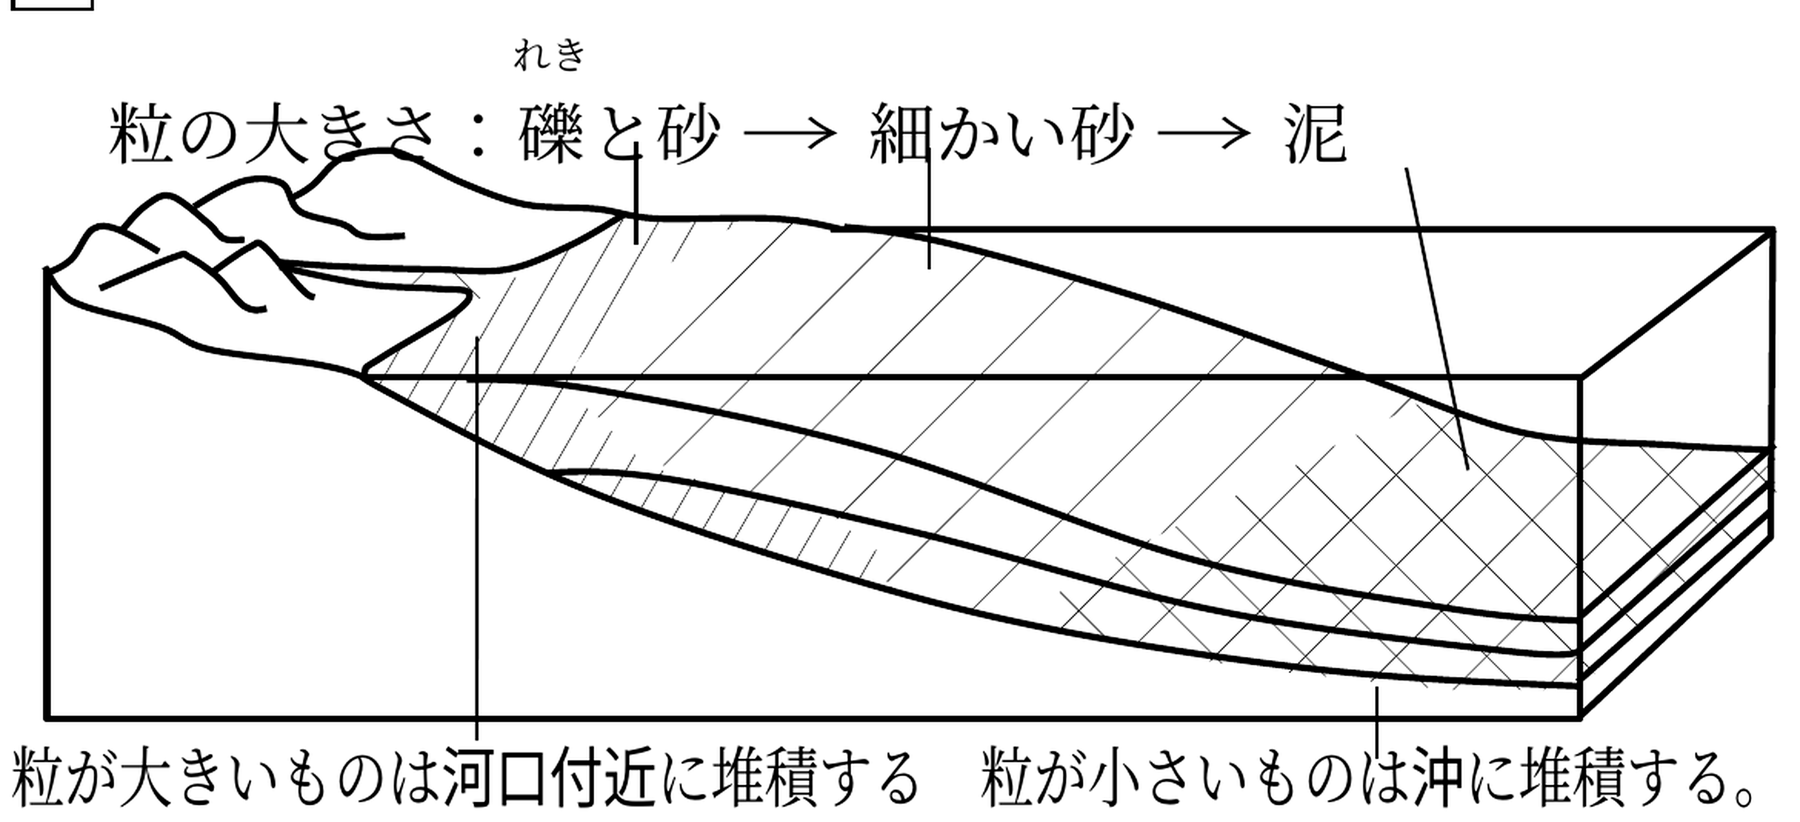 れき
粒の大きさ：礫と砂→細かい砂→泥
粒が大きいものは河口付近に堆積する　粒が小さいものは沖に堆積する。